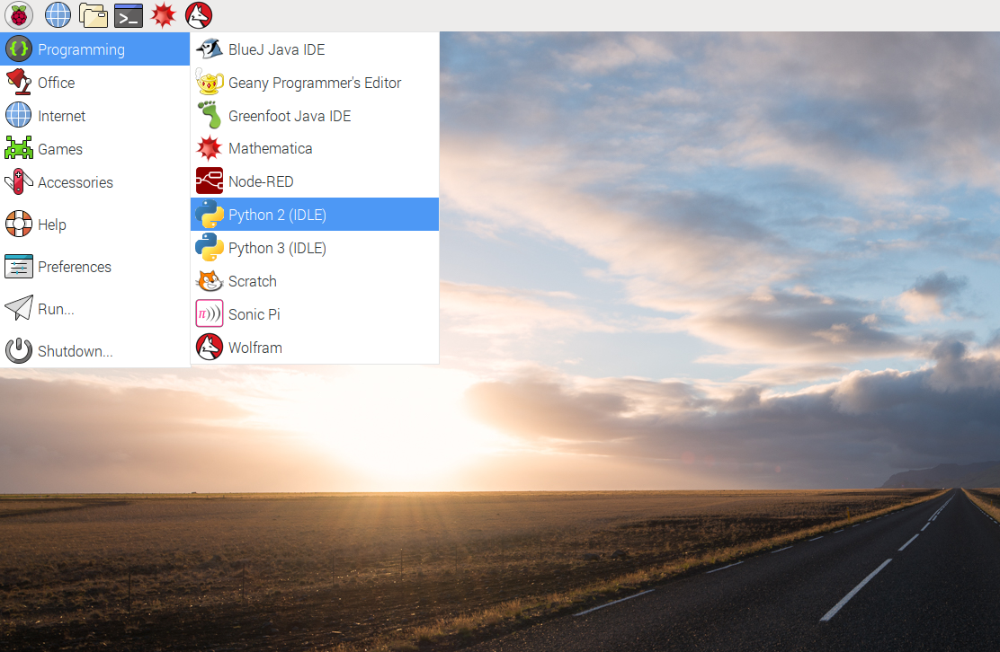 Programming
Office
Internet
Games
Accessories
Help
Preferences
Run...
Shutdown...
BlueJ Java IDE
Geany Programmer's Editor
Greenfoot Java IDE
Mathematica
Node-RED
Python 2 (IDLE)
Python 3 (IDLE)
Scratch
π)))
Sonic Pi
Wolfram